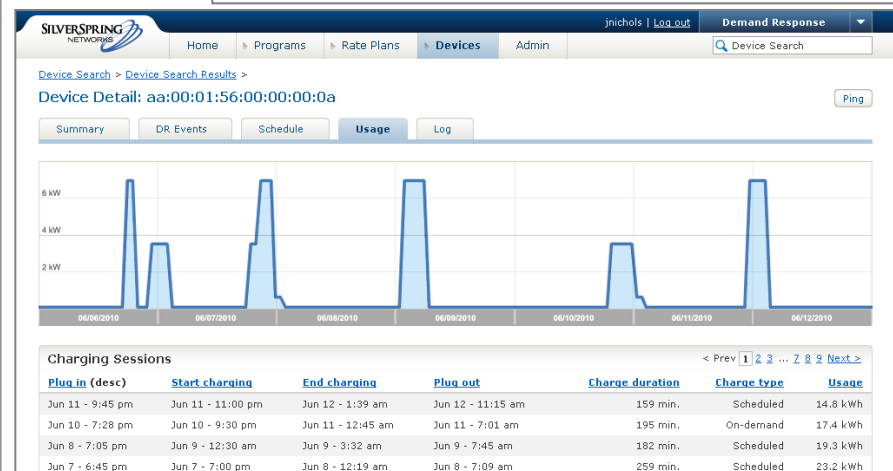 jnichols | Log out Demand Response
SILVERSPRING
NETWORKS
Home Programs Rate Plans Devices Admin Device Search
Device Search > Device Search Results >
Device Detail: aa:00:01:56:00:00:00:0a Ping
Summary DR Events Schedule Usage Log
6 kW
4 kW
2 kW
06/06/2010 06/07/2010 06/08/2010 06/09/2010 06/10/2010 06/11/2010 06/12/2010
Charging Sessions < Prev 1 2 3 ... 7 8 9 Next >
Plug in (desc) Start charging End charging Plug out Charge duration Charge type Usage
Jun 11 - 9:45 pm Jun 11 - 11:00 pm Jun 12 - 1:39 am Jun 12 - 11:15 am 159 min. Scheduled 14.8 kWh
Jun 10 - 7:28 pm Jun 10 - 9:30 pm Jun 11 - 12:45 am Jun 11 - 7:01 am 195 min. On-demand 17.4 kWh
Jun 8 - 7:05 pm Jun 9 - 12:30 am Jun 9 - 3:32 am Jun 9 - 7:45 am 182 min. Scheduled 19.3 kWh
Jun 7 - 6:45 pm Jun 7 - 7:00 pm Jun 8 - 12:19 am Jun 8 - 7:09 am 259 min. Scheduled 23.2 kWh